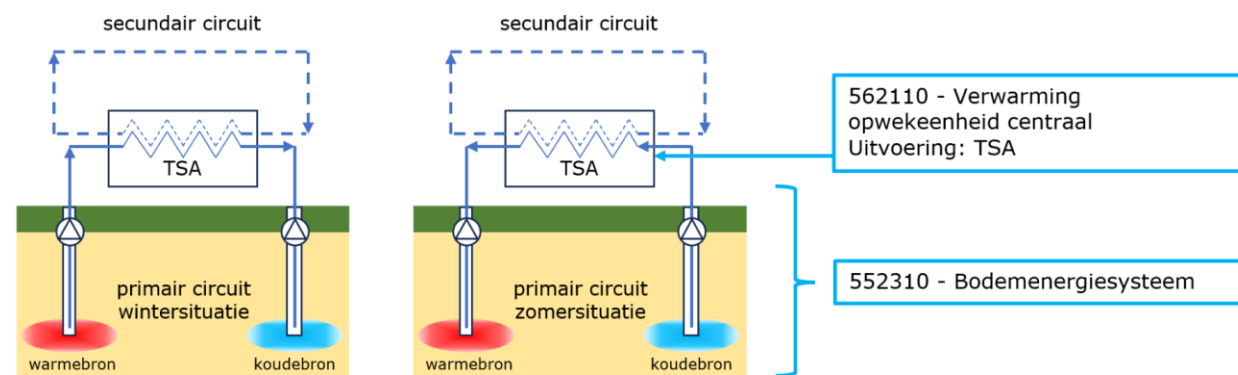 secundair circuit
TSA
primair circuit
wintersituatie
warmebron
koudebron
secundair circuit
TSA
primair circuit
zomersituatie
warmebron
koudebron
562110 - Verwarming
opwekeenheid centraal
Uitvoering: TSA
552310 - Bodemenergiesysteem